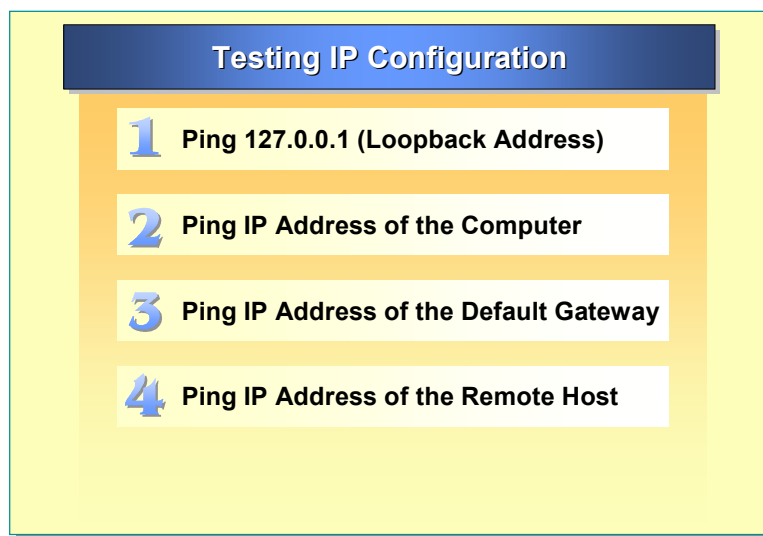 Testing IP Configuration
1 Ping 127.0.0.1 (Loopback Address)
2 Ping IP Address of the Computer
3 Ping IP Address of the Default Gateway
4 Ping IP Address of the Remote Host